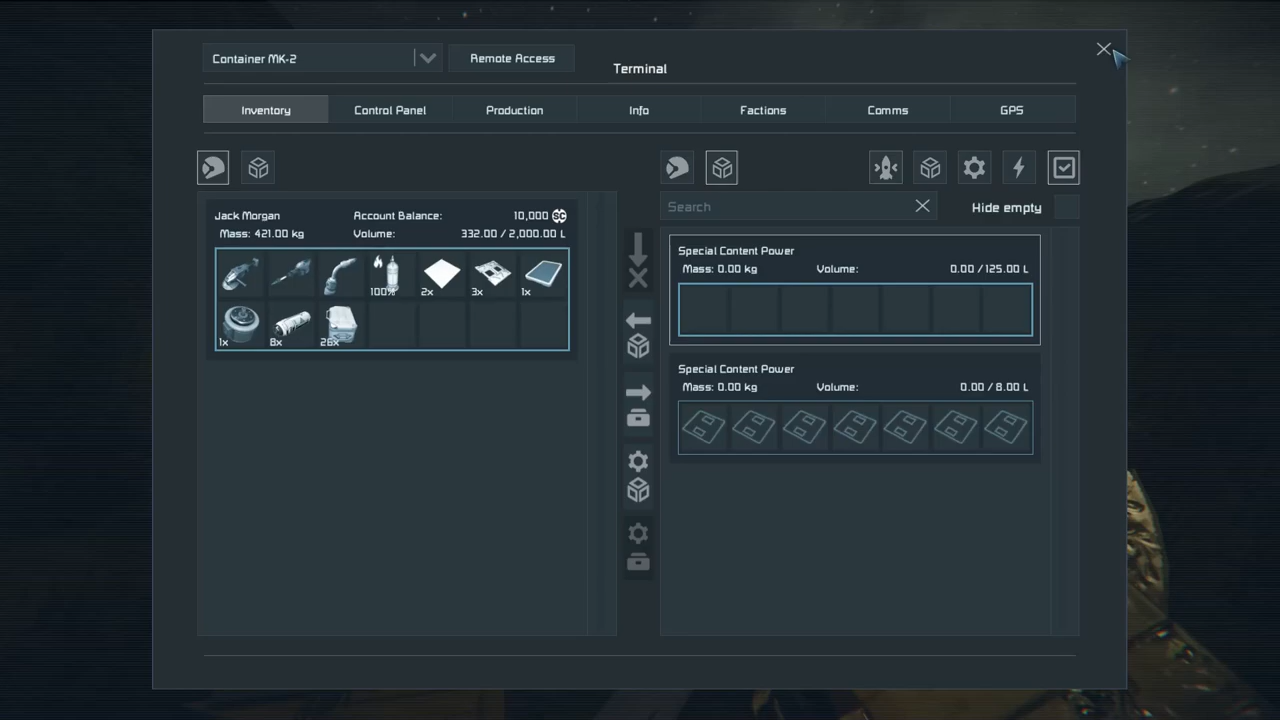 Container MK-2
Remote Access
Terminal
Inventory
Control Panel
Production
Info
Factions
Comms
GPS
Search
Hide empty
Jack Morgan
Account Balance:
10,000 SC
Mass: 421.00 kg
Volume:
332.00 / 2,000.00 L
100%
2x
3x
1x
1x
8x
26x
Special Content Power
Mass: 0.00 kg
Volume:
0.00 / 125.00 L
Special Content Power
Mass: 0.00 kg
Volume:
0.00 / 8.00 L